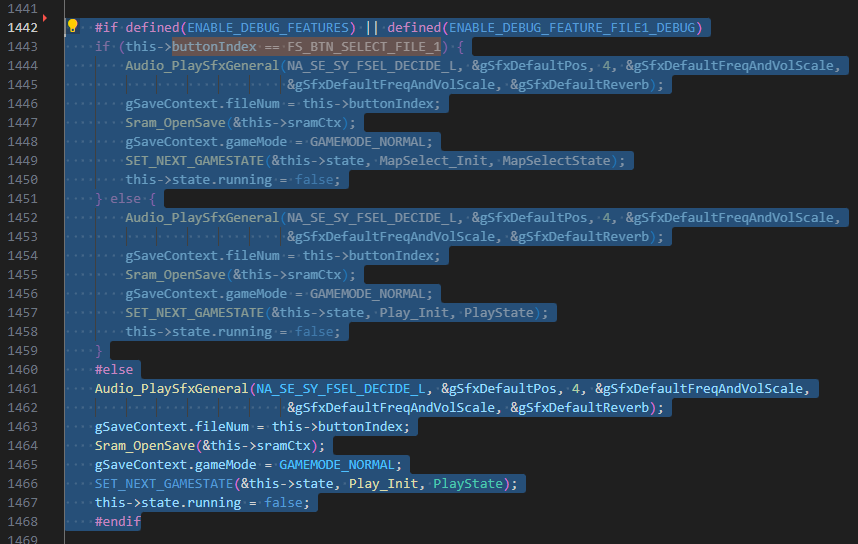 1441
1442 #if defined(ENABLE_DEBUG_FEATURES) || defined(ENABLE_DEBUG_FEATURE_FILE1_DEBUG)
1443 if (this->buttonIndex == FS_BTN_SELECT_FILE_1) {
1444 Audio_PlaySfxGeneral(NA_SE_SY_FSEL_DECIDE_L, &gSfxDefaultPos, 4, &gSfxDefaultFreqAndVolScale,
1445 &gSfxDefaultFreqAndVolScale, &gSfxDefaultReverb);
1446 gSaveContext.fileNum = this->buttonIndex;
1447 Sram_OpenSave(&this->sramCtx);
1448 gSaveContext.gameMode = GAMEMODE_NORMAL;
1449 SET_NEXT_GAMESTATE(&this->state, MapSelect_Init, MapSelectState);
1450 this->state.running = false;
1451 } else {
1452 Audio_PlaySfxGeneral(NA_SE_SY_FSEL_DECIDE_L, &gSfxDefaultPos, 4, &gSfxDefaultFreqAndVolScale,
1453 &gSfxDefaultFreqAndVolScale, &gSfxDefaultReverb);
1454 gSaveContext.fileNum = this->buttonIndex;
1455 Sram_OpenSave(&this->sramCtx);
1456 gSaveContext.gameMode = GAMEMODE_NORMAL;
1457 SET_NEXT_GAMESTATE(&this->state, Play_Init, PlayState);
1458 this->state.running = false;
1459 }
1460 #else
1461 Audio_PlaySfxGeneral(NA_SE_SY_FSEL_DECIDE_L, &gSfxDefaultPos, 4, &gSfxDefaultFreqAndVolScale,
1462 &gSfxDefaultFreqAndVolScale, &gSfxDefaultReverb);
1463 gSaveContext.fileNum = this->buttonIndex;
1464 Sram_OpenSave(&this->sramCtx);
1465 gSaveContext.gameMode = GAMEMODE_NORMAL;
1466 SET_NEXT_GAMESTATE(&this->state, Play_Init, PlayState);
1467 this->state.running = false;
1468 #endif
1469